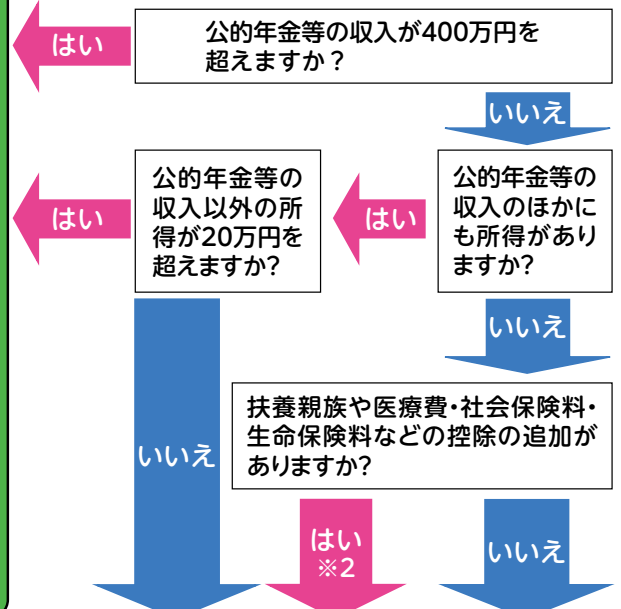 はい
公的年金等の収入が400万円を
超えますか？
いいえ
はい
公的年金等の
収入以外の所
得が20万円を
超えますか?
はい
公的年金等の
収入のほかに
も所得があり
ますか?
いいえ
扶養親族や医療費・社会保険料・
生命保険料などの控除の追加が
ありますか?
いいえ
はい
※2
いいえ